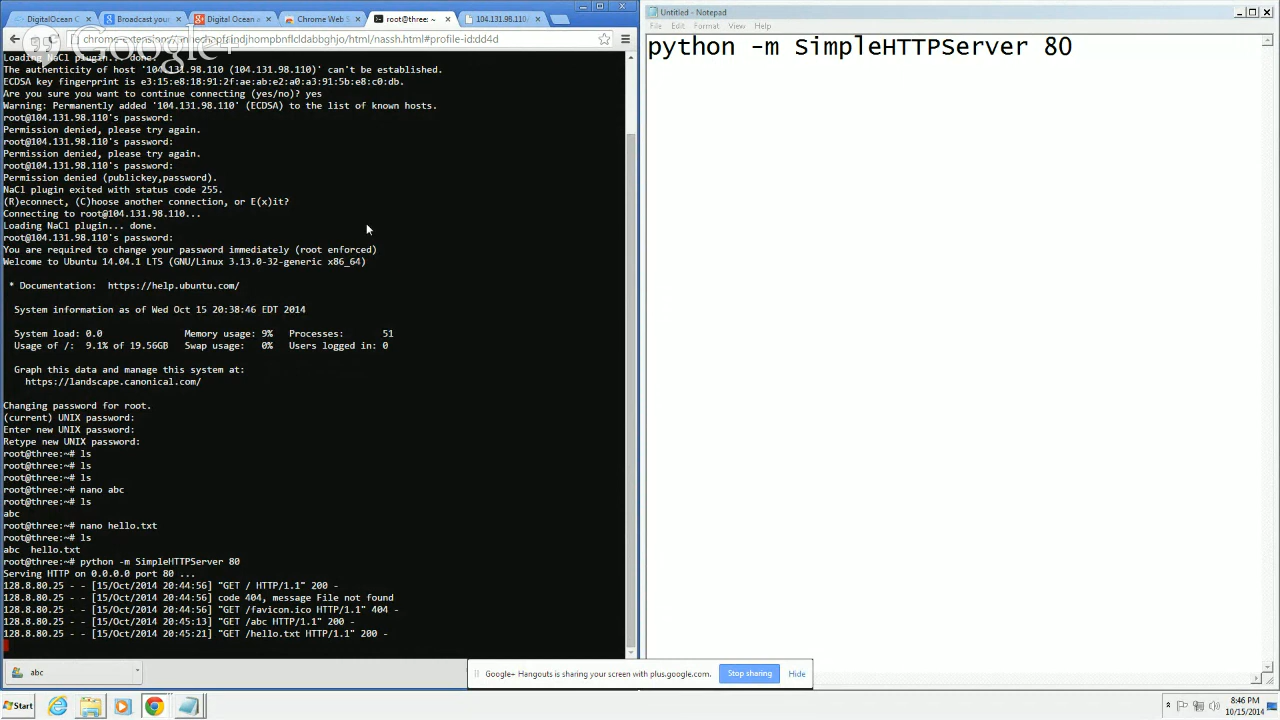 DigitalOcean C
Broadcast your
Digital Ocean a
Chrome Web S
root@three: ~
104.131.98.110/
Google+
Untitled - Notepad
File Edit Format View Help
python -m SimpleHTTPServer 80
Loading NaCl plugin... done.
The authenticity of host '104.131.98.110 (104.131.98.110)' can't be established.
ECDSA key fingerprint is e3:15:e8:18:91:2f:ae:ab:e2:a0:a3:91:5b:e8:c0:db.
Are you sure you want to continue connecting (yes/no)? yes
Warning: Permanently added '104.131.98.110' (ECDSA) to the list of known hosts.
root@104.131.98.110's password:
Permission denied, please try again.
root@104.131.98.110's password:
Permission denied, please try again.
root@104.131.98.110's password:
Permission denied (publickey,password).
NaCl plugin exited with status code 255.
(R)econnect, (C)hoose another connection, or E(x)it?
Connecting to root@104.131.98.110...
Loading NaCl plugin... done.
root@104.131.98.110's password:
You are required to change your password immediately (root enforced)
Welcome to Ubuntu 14.04.1 LTS (GNU/Linux 3.13.0-32-generic x86_64)
* Documentation: https://help.ubuntu.com/
System information as of Wed Oct 15 20:38:46 EDT 2014
System load: 0.0 Memory usage: 9% Processes: 51
Usage of /: 9.1% of 19.56GB Swap usage: 0% Users logged in: 0
Graph this data and manage this system at:
https://landscape.canonical.com/
Changing password for root.
(current) UNIX password:
Enter new UNIX password:
Retype new UNIX password:
root@three:~# ls
root@three:~# ls
root@three:~# ls
root@three:~# nano abc
root@three:~# ls
abc
root@three:~# nano hello.txt
root@three:~# ls
abc hello.txt
root@three:~# python -m SimpleHTTPServer 80
Serving HTTP on 0.0.0.0 port 80 ...
128.8.80.25 - - [15/Oct/2014 20:44:56] "GET / HTTP/1.1" 200 -
128.8.80.25 - - [15/Oct/2014 20:44:56] code 404, message File not found
128.8.80.25 - - [15/Oct/2014 20:44:56] "GET /favicon.ico HTTP/1.1" 404 -
128.8.80.25 - - [15/Oct/2014 20:45:13] "GET /abc HTTP/1.1" 200 -
128.8.80.25 - - [15/Oct/2014 20:45:21] "GET /hello.txt HTTP/1.1" 200 -
abc
Google+ Hangouts is sharing your screen with plus.google.com.
Stop sharing
Hide
Start
8:46 PM
10/15/2014